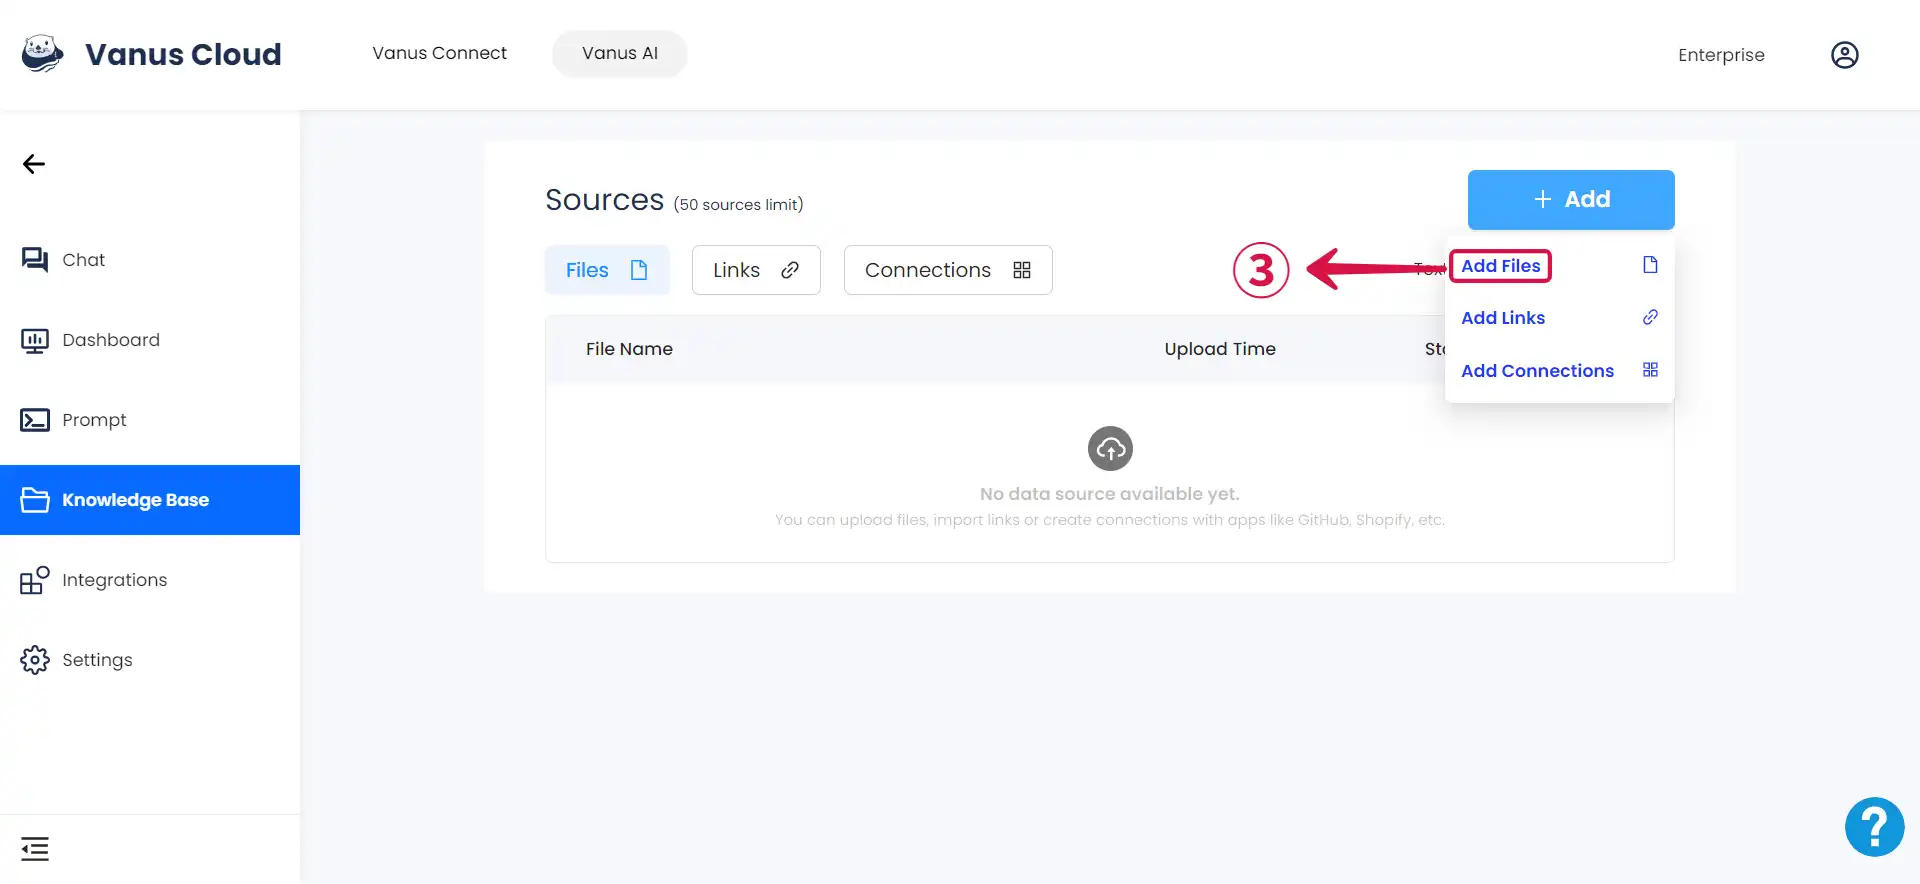 Vanus Cloud
Vanus Connect
Vanus AI
Enterprise
Chat
Dashboard
Prompt
Knowledge Base
Integrations
Settings
Sources (50 sources limit)
+ Add
Files
Links
Connections
3
Add Files
Add Links
Add Connections
File Name
Upload Time
No data source available yet.
You can upload files, import links or create connections with apps like GitHub, Shopify, etc.
?